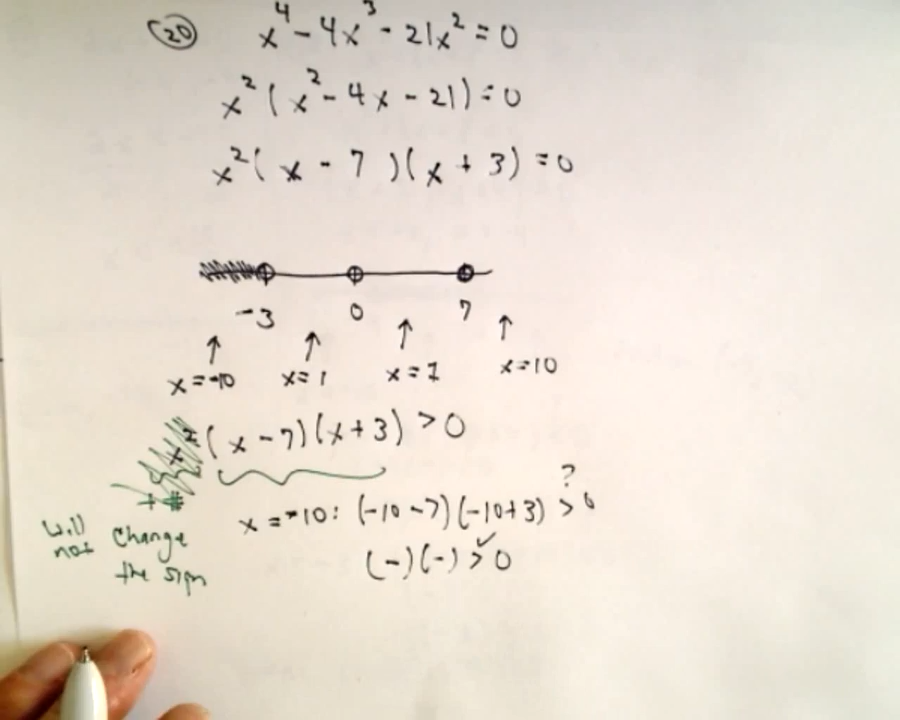 20 x⁴ - 4x³ - 21x² = 0
x² (x² - 4x - 21) = 0
x² (x - 7)(x + 3) = 0
-3 0 7
x = -10 x = 1 x = 1 x = 10
x² (x - 7)(x + 3) > 0
?
x = -10: (-10 - 7)(-10 + 3) > 0
(-)(-) > 0 ✓
will not change the sign